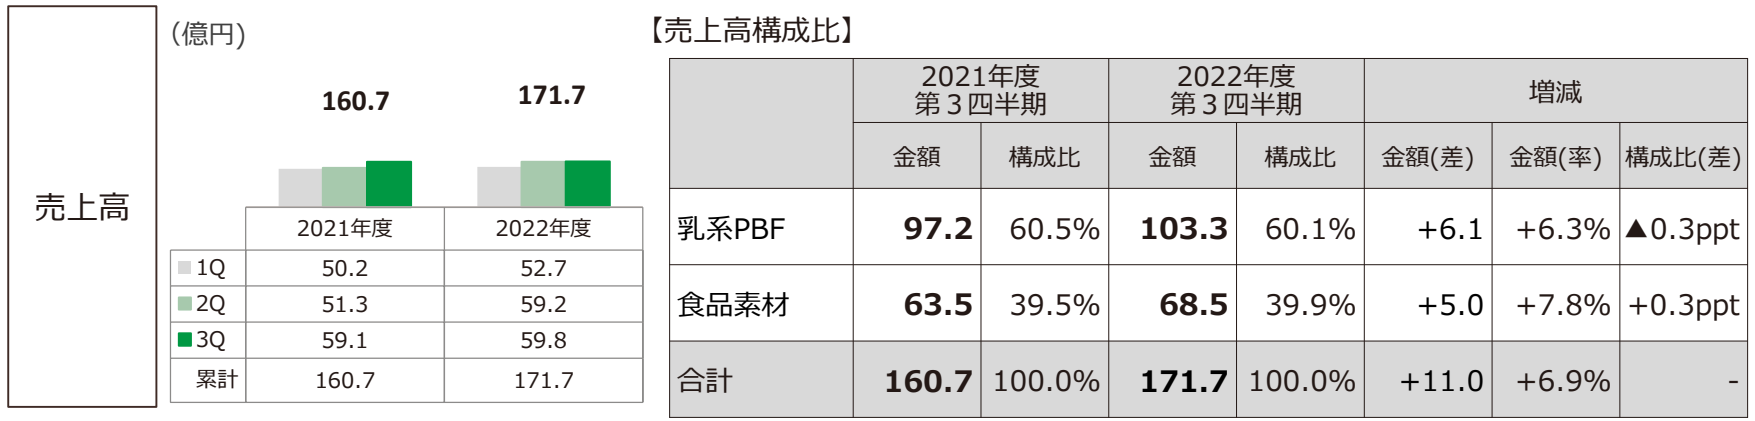 売上高
(億円)
160.7 171.7
2021年度 2022年度
1Q 50.2 52.7
2Q 51.3 59.2
3Q 59.1 59.8
累計 160.7 171.7
【売上高構成比】
2021年度 2022年度 増減
第３四半期 第３四半期
金額 構成比 金額 構成比 金額(差) 金額(率) 構成比(差)
乳系PBF 97.2 60.5% 103.3 60.1% +6.1 +6.3% ▲0.3ppt
食品素材 63.5 39.5% 68.5 39.9% +5.0 +7.8% +0.3ppt
合計 160.7 100.0% 171.7 100.0% +11.0 +6.9% -